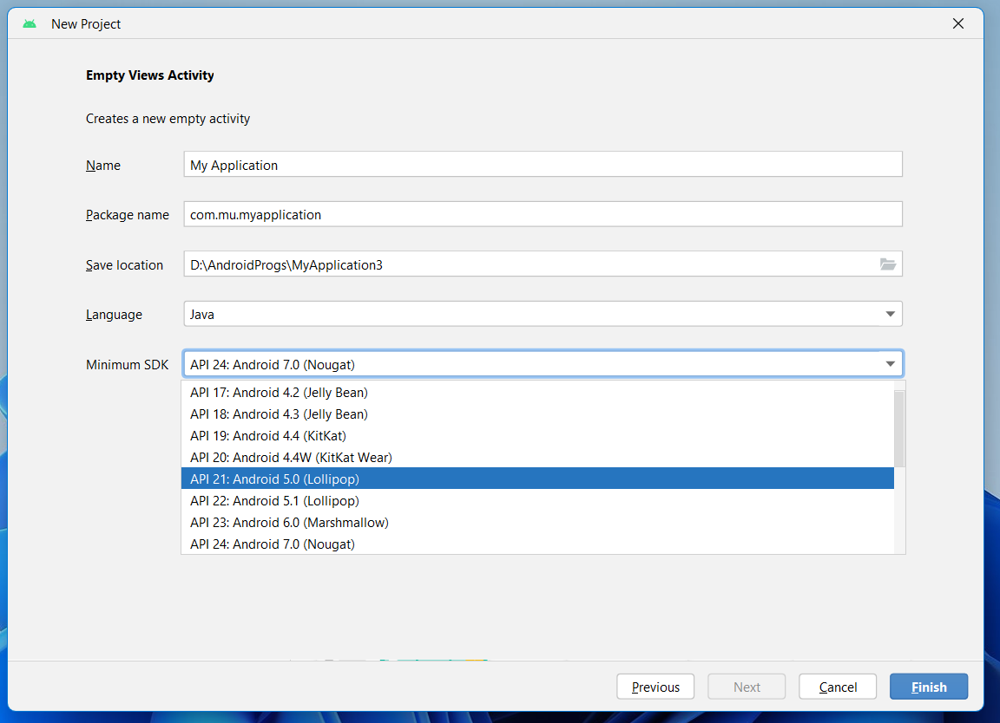 New Project
Empty Views Activity
Creates a new empty activity
Name My Application
Package name com.mu.myapplication
Save location D:\AndroidProgs\MyApplication3
Language Java
Minimum SDK API 24: Android 7.0 (Nougat)
API 17: Android 4.2 (Jelly Bean)
API 18: Android 4.3 (Jelly Bean)
API 19: Android 4.4 (KitKat)
API 20: Android 4.4W (KitKat Wear)
API 21: Android 5.0 (Lollipop)
API 22: Android 5.1 (Lollipop)
API 23: Android 6.0 (Marshmallow)
API 24: Android 7.0 (Nougat)
Previous Next Cancel Finish